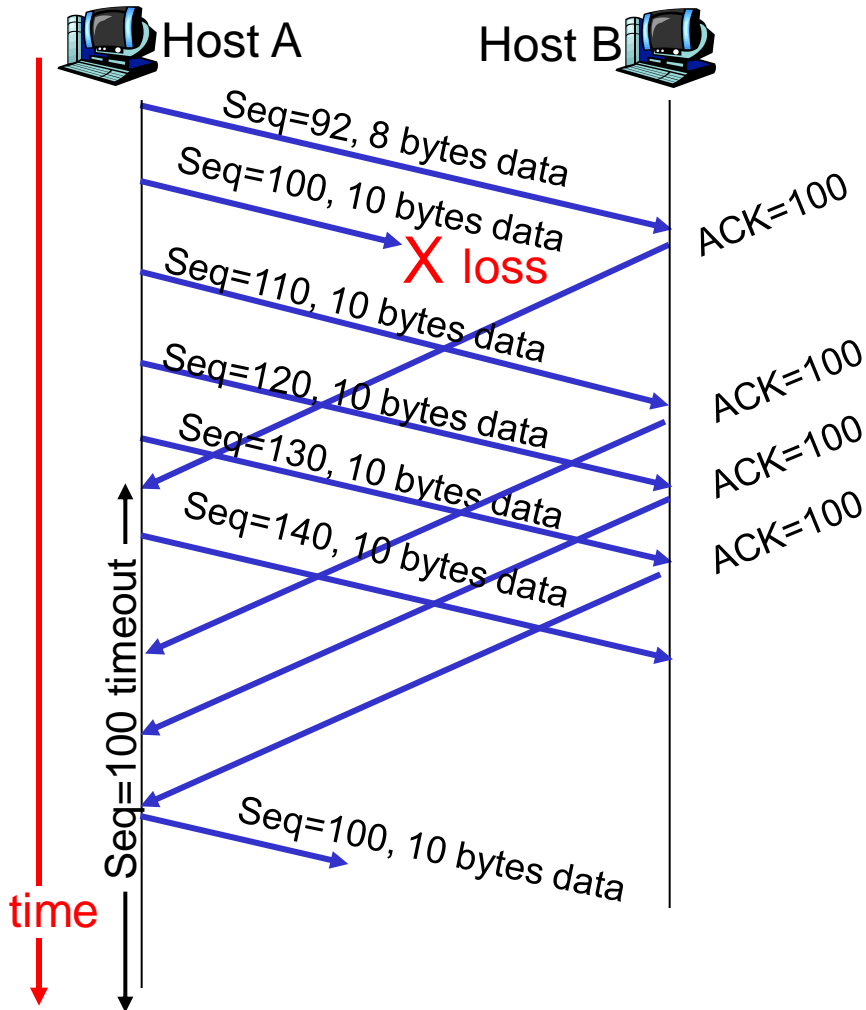 Host A
Host B
Seq=92, 8 bytes data
Seq=100, 10 bytes data
ACK=100
X loss
Seq=110, 10 bytes data
ACK=100
Seq=120, 10 bytes data
ACK=100
Seq=130, 10 bytes data
ACK=100
Seq=140, 10 bytes data
Seq=100 timeout
Seq=100, 10 bytes data
time